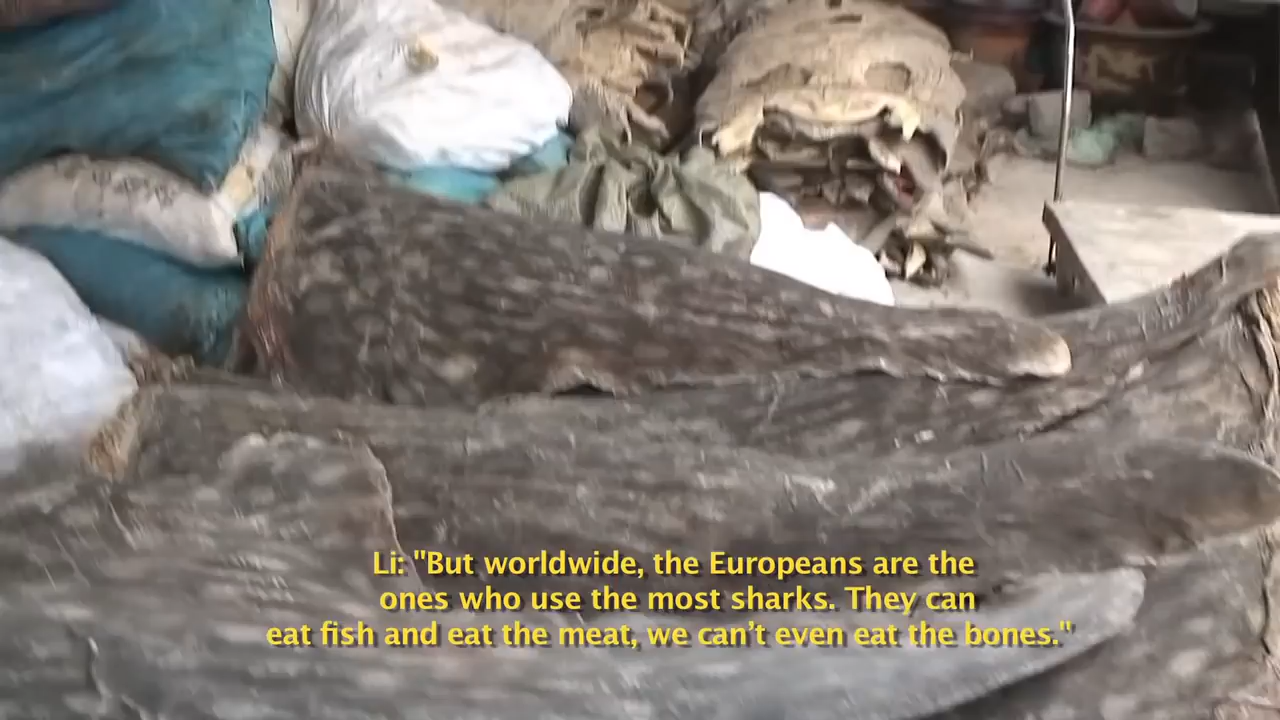 Li: "But worldwide, the Europeans are the
ones who use the most sharks. They can
eat fish and eat the meat, we can’t even eat the bones."